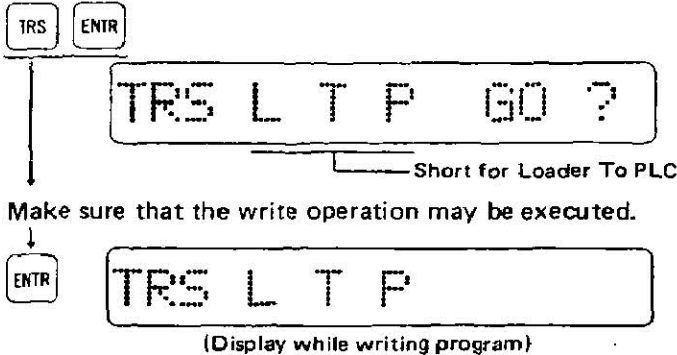 TRS ENTR
TRS L T P GO ?
Short for Loader To PLC
Make sure that the write operation may be executed.
ENTR
TRS L T P
(Display while writing program)